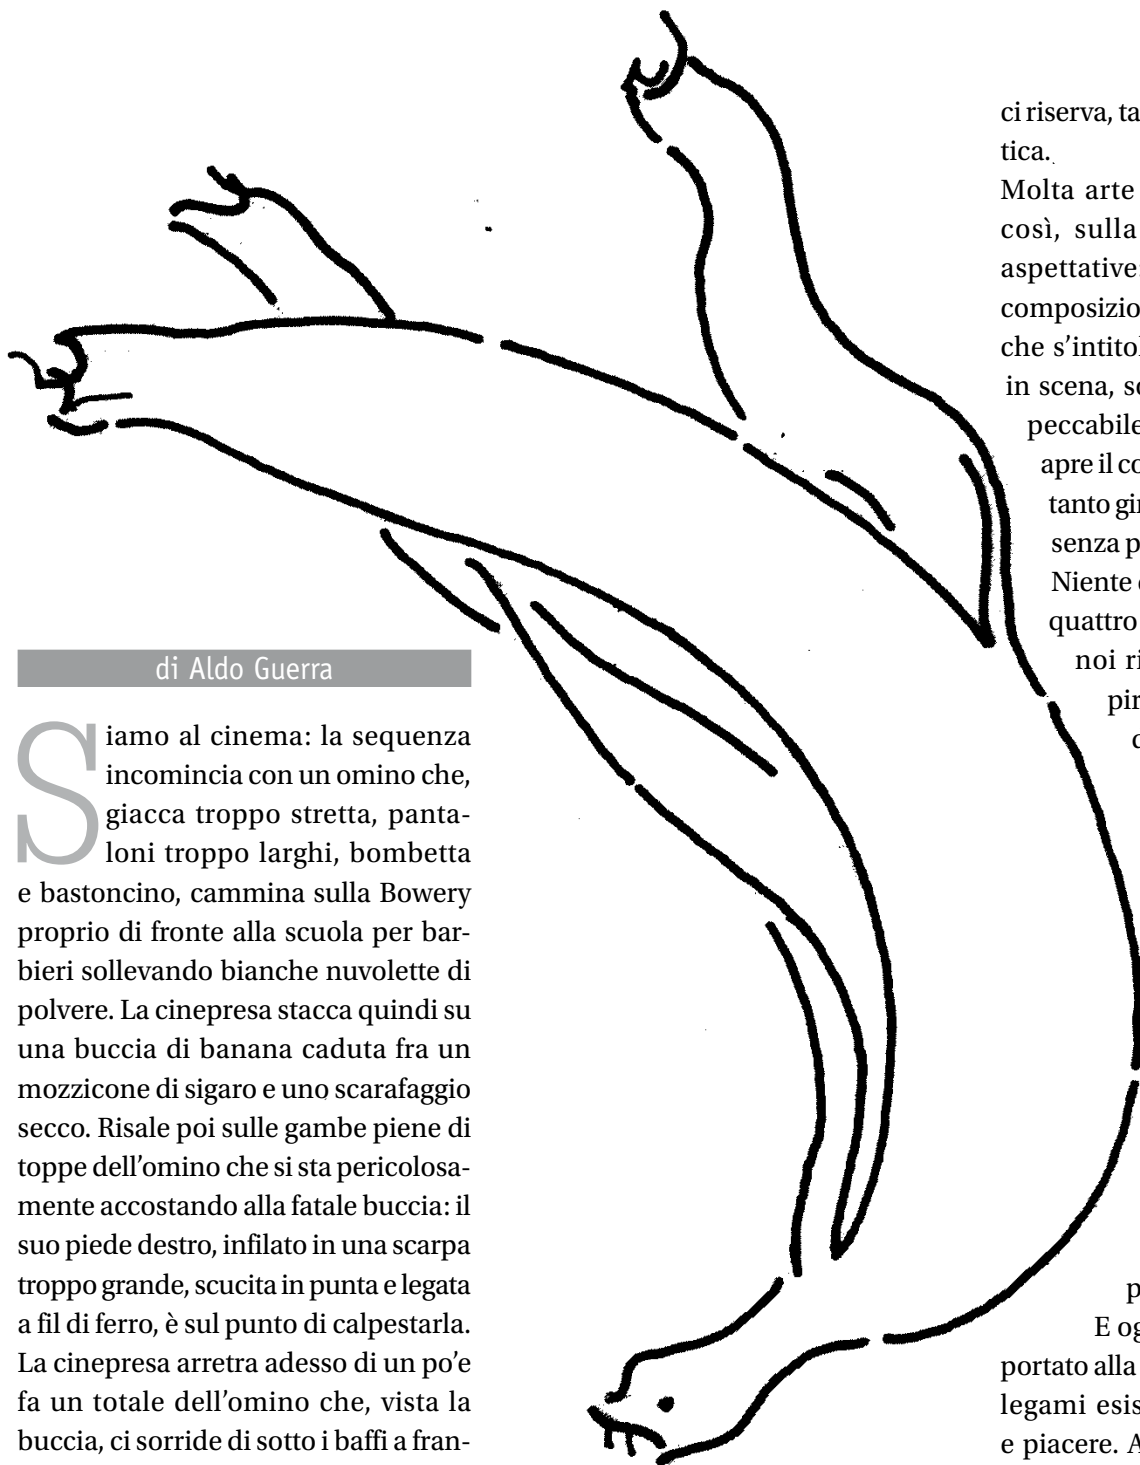 di Aldo Guerra
Siamo al cinema: la sequenza
incomincia con un omino che,
giacca troppo stretta, panta-
loni troppo larghi, bombetta
e bastoncino, cammina sulla Bowery
proprio di fronte alla scuola per bar-
bieri sollevando bianche nuvolette di
polvere. La cinepresa stacca quindi su
una buccia di banana caduta fra un
mozzicone di sigaro e uno scarafaggio
secco. Risale poi sulle gambe piene di
toppe dell’omino che si sta pericolosa-
mente accostando alla fatale buccia: il
suo piede destro, infilato in una scarpa
troppo grande, scucita in punta e legata
a fil di ferro, è sul punto di calpestarla.
La cinepresa arretra adesso di un po’e
fa un totale dell’omino che, vista la
buccia, ci sorride di sotto i baffi a fran-
ci riserva, ta
tica.
Molta arte
così, sulla
aspettative
composizio
che s’intitol
in scena, so
peccabile
apre il co
tanto gir
senza p
Niente
quattro
noi ri
pir
p
E og
portato alla
legami esis
e piacere. A